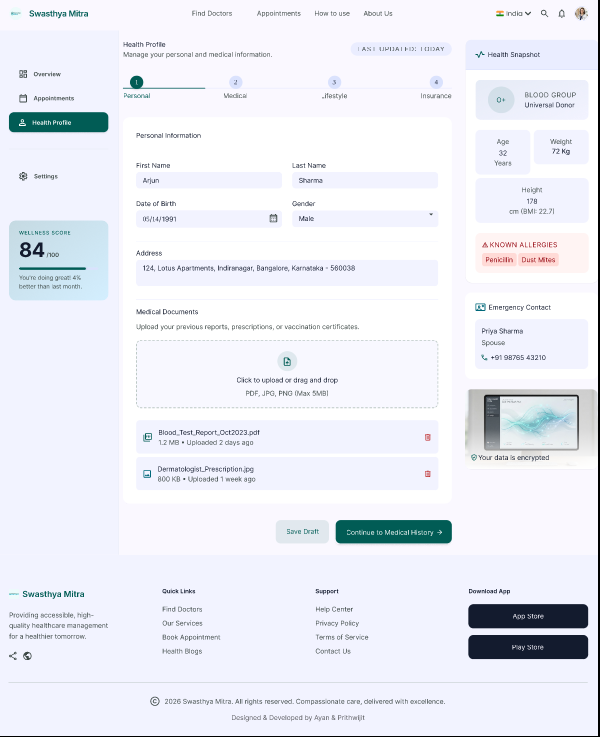 Swasthya Mitra
Find Doctors
Appointments
How to use
About Us
India
Overview
Appointments
Health Profile
Settings
WELLNESS SCORE
84 /100
You're doing great! 4%
better than last month.
Health Profile
Manage your personal and medical information.
LAST UPDATED: TODAY
1
2
3
4
Personal
Medical
Lifestyle
Insurance
Personal Information
First Name
Last Name
Arjun
Sharma
Date of Birth
Gender
05/14/1991
Male
Address
124, Lotus Apartments, Indiranagar, Bangalore, Karnataka - 560038
Medical Documents
Upload your previous reports, prescriptions, or vaccination certificates.
Click to upload or drag and drop
PDF, JPG, PNG (Max 5MB)
Blood_Test_Report_Oct2023.pdf
1.2 MB • Uploaded 2 days ago
Dermatologist_Prescription.jpg
800 KB • Uploaded 1 week ago
Save Draft
Continue to Medical History →
Health Snapshot
O+
BLOOD GROUP
Universal Donor
Age
32
Years
Weight
72 Kg
Height
178
cm (BMI: 22.7)
KNOWN ALLERGIES
Penicillin
Dust Mites
Emergency Contact
Priya Sharma
Spouse
+91 98765 43210
Your data is encrypted
Swasthya Mitra
Providing accessible, high-
quality healthcare management
for a healthier tomorrow.
Quick Links
Find Doctors
Our Services
Book Appointment
Health Blogs
Support
Help Center
Privacy Policy
Terms of Service
Contact Us
Download App
App Store
Play Store
© 2026 Swasthya Mitra. All rights reserved. Compassionate care, delivered with excellence.
Designed & Developed by Ayan & Prithwijit